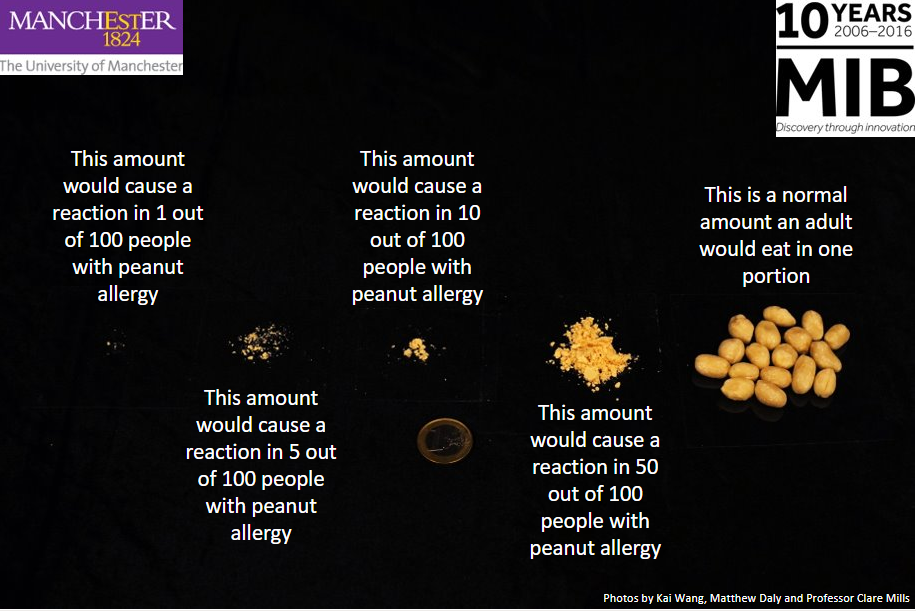 MANCHESTER
1824
The University of Manchester
10 YEARS
2006–2016
MIB
Discovery through innovation
This amount
would cause a
reaction in 1 out
of 100 people
with peanut
allergy
This amount
would cause a
reaction in 5 out
of 100 people
with peanut
allergy
This amount
would cause a
reaction in 10
out of 100
people with
peanut allergy
This amount
would cause a
reaction in 50
out of 100
people with
peanut allergy
This is a normal
amount an adult
would eat in one
portion
Photos by Kai Wang, Matthew Daly and Professor Clare Mills